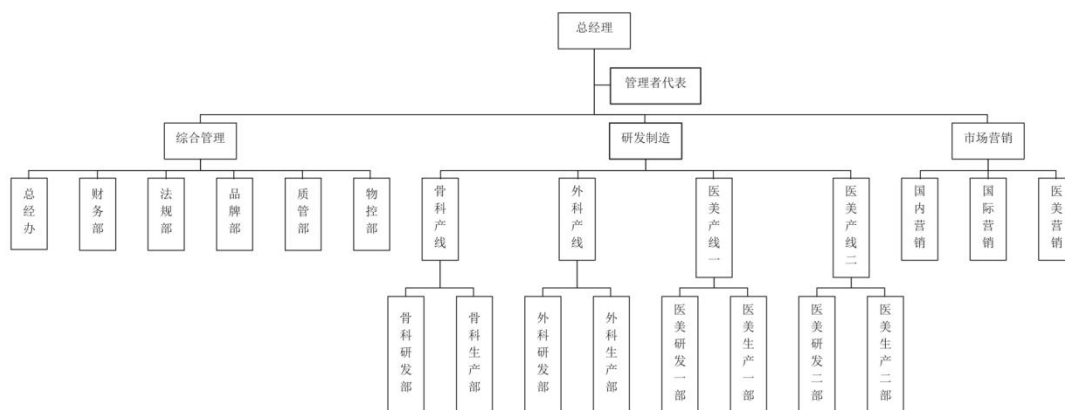 总经理
管理者代表
综合管理
研发制造
市场营销
总经办
财务部
法规部
品牌部
质管部
物控部
骨科产线
外科产线
医美产线一
医美产线二
国内营销
国际营销
医美营销
骨科研发部
骨科生产部
外科研发部
外科生产部
医美研发一部
医美生产一部
医美研发二部
医美生产二部